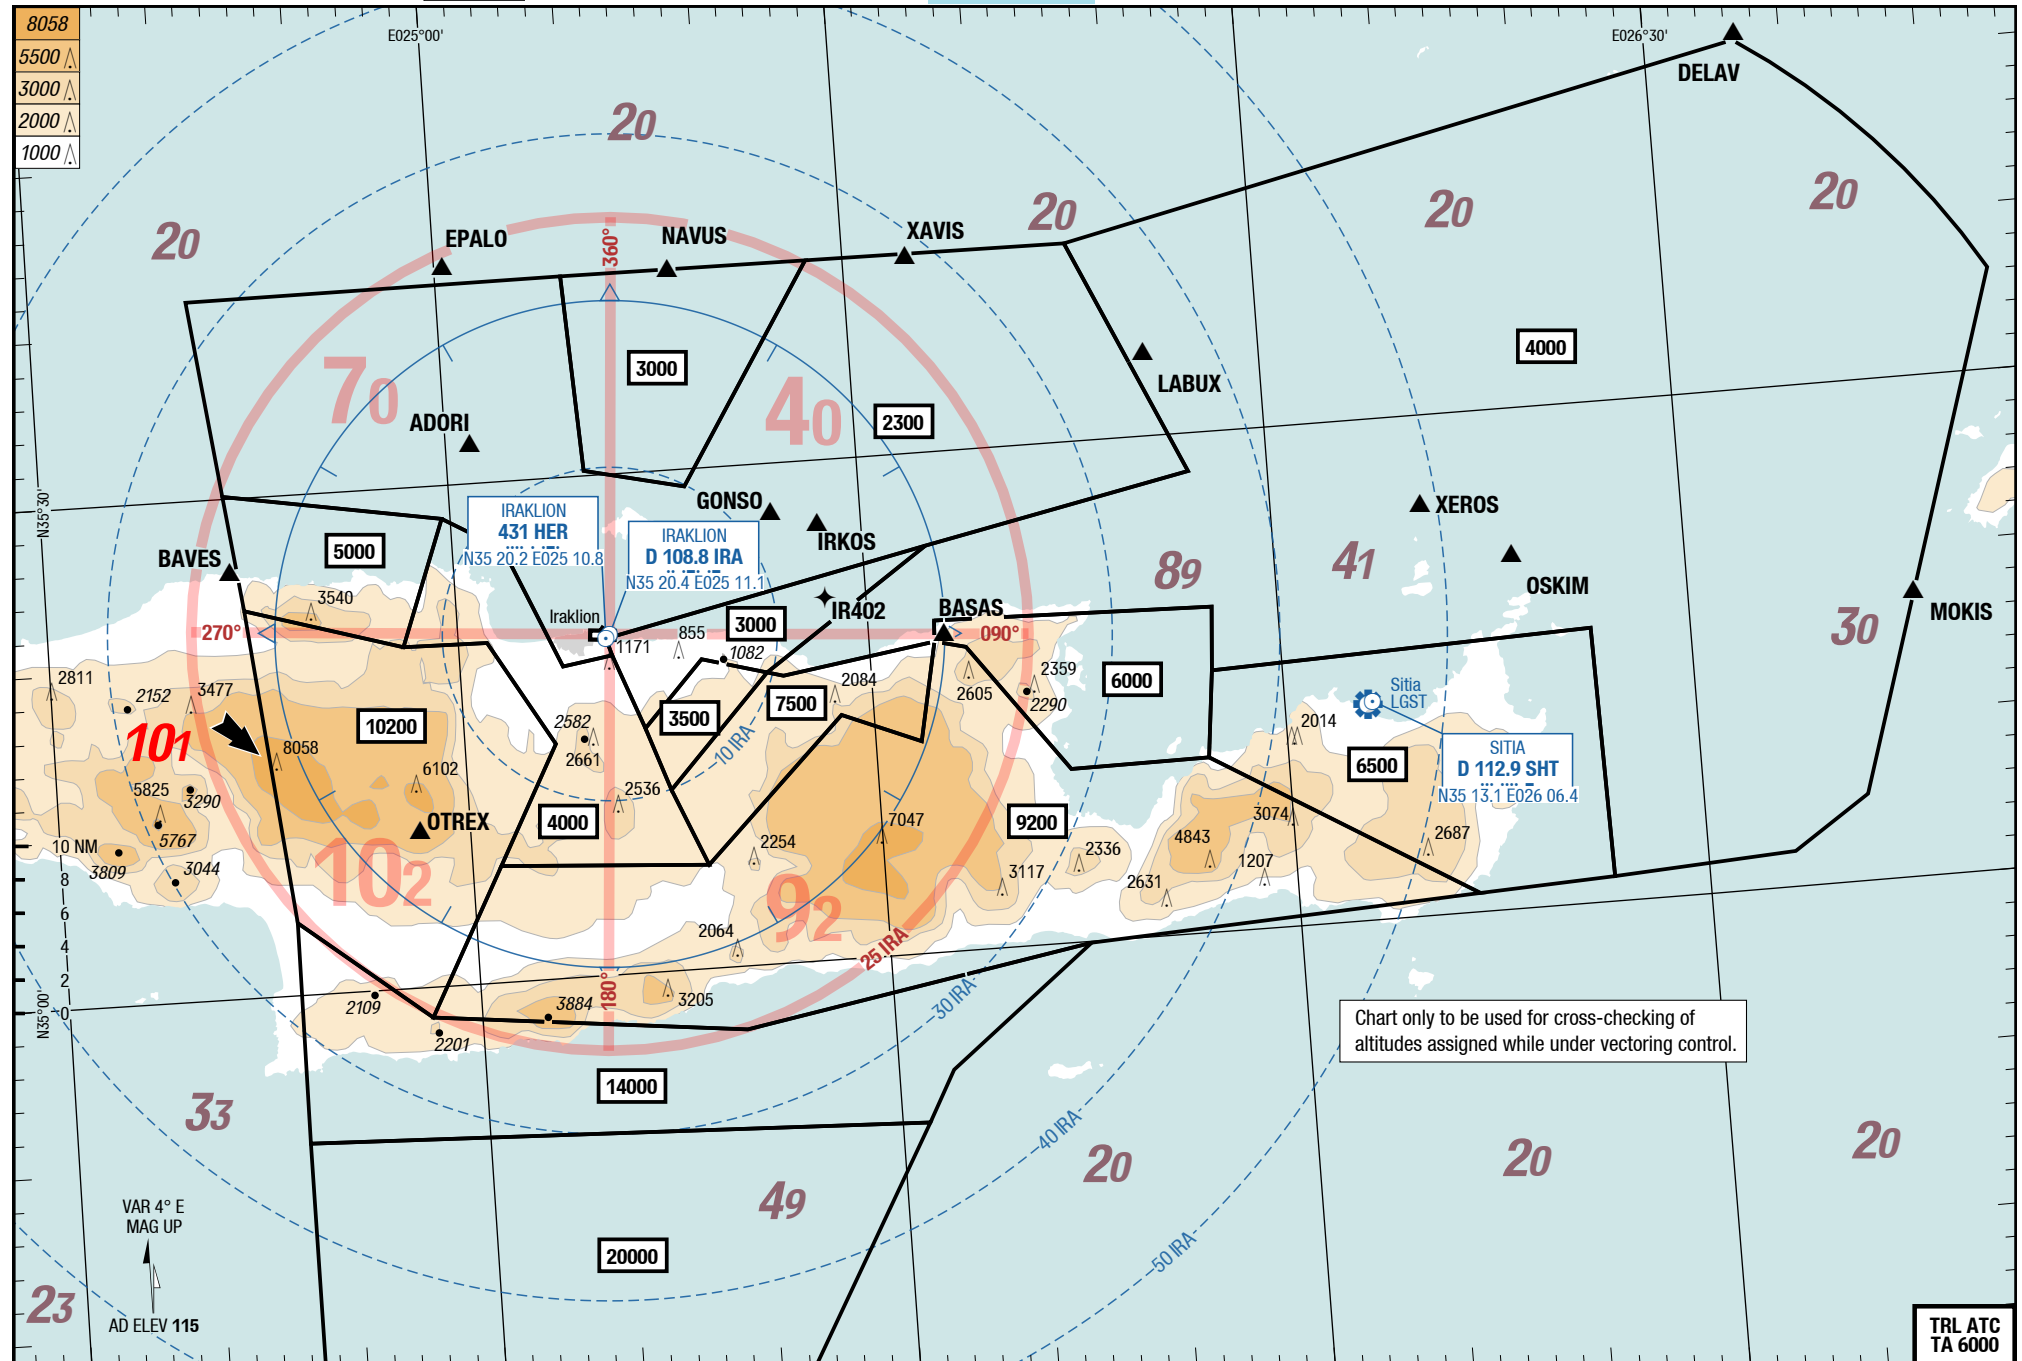 8058
5500
3000
2000
1000
E025°00'
E026°30'
DELAV
20
20
20
20
20
20
EPALO
360°
NAVUS
XAVIS
3000
4000
70
40
LABUX
2300
ADORI
N35°30'
GONSO
IRAKLION
431 HER
N35 20.2 E025 10.8
IRAKLION
D 108.8 IRA
N35 20.4 E025 11.1
IRKOS
XEROS
5000
BAVES
89
41
OSKIM
3540
Iraklion
IR402
BASAS
MOKIS
30
270°
3000
090°
1171
855
1082
2811
2152
3477
2084
2605
2359
2290
6000
Sitia
LGST
10200
3500
7500
101
8058
2582
2661
10 IRA
2014
SITIA
D 112.9 SHT
N35 13.1 E026 06.4
6500
6102
5825
3290
2536
OTREX
4000
7047
9200
3074
4843
2687
5767
10 NM
3809
3044
8
6
4
2
0
N35°00'
102
2254
92
3117
2336
1207
2631
2064
25 IRA
2109
180°
3884
3205
30 IRA
2201
Chart only to be used for cross-checking of
altitudes assigned while under vectoring control.
14000
33
40 IRA
20
20
20
49
VAR 4° E
MAG UP
20000
50 IRA
23
AD ELEV 115
TRL ATC
TA 6000